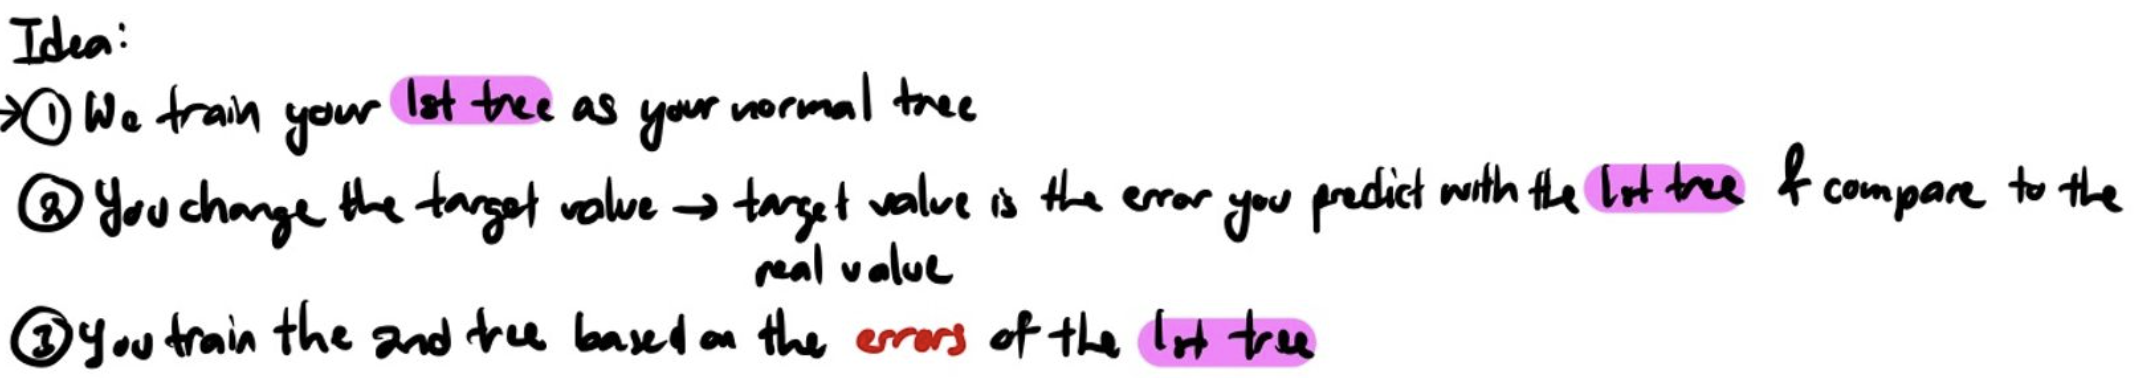 Idea:
→① We train your 1st tree as your normal tree
② You change the target value → target value is the error you predict with the 1st tree & compare to the
real value
③ You train the 2nd tree based on the errors of the 1st tree